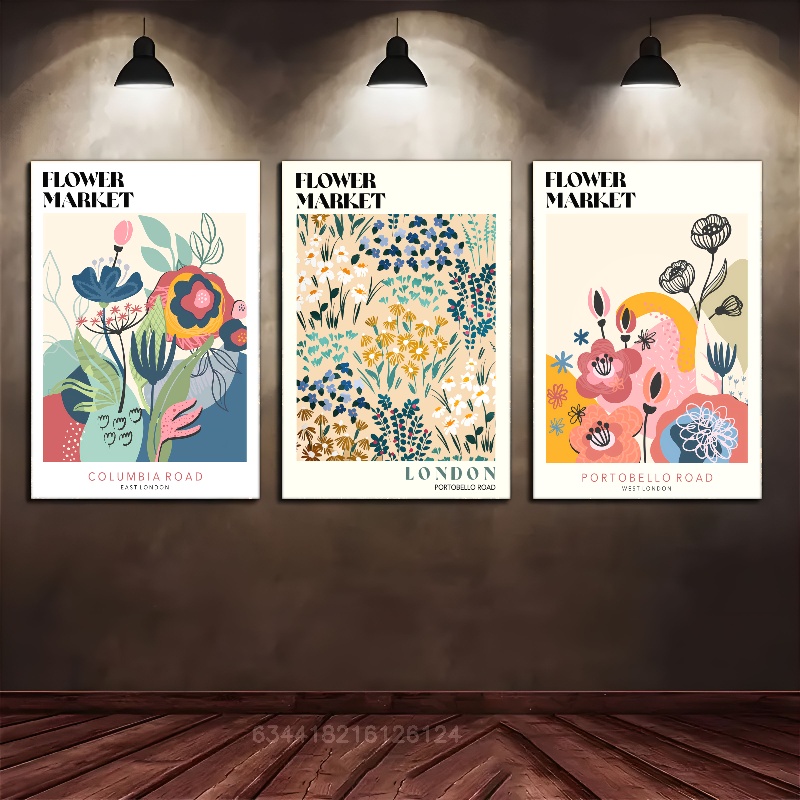 FLOWER
MARKET
COLUMBIA ROAD
EAST LONDON
FLOWER
MARKET
LONDON
PORTOBELLO ROAD
FLOWER
MARKET
PORTOBELLO ROAD
WEST LONDON
634418216126124